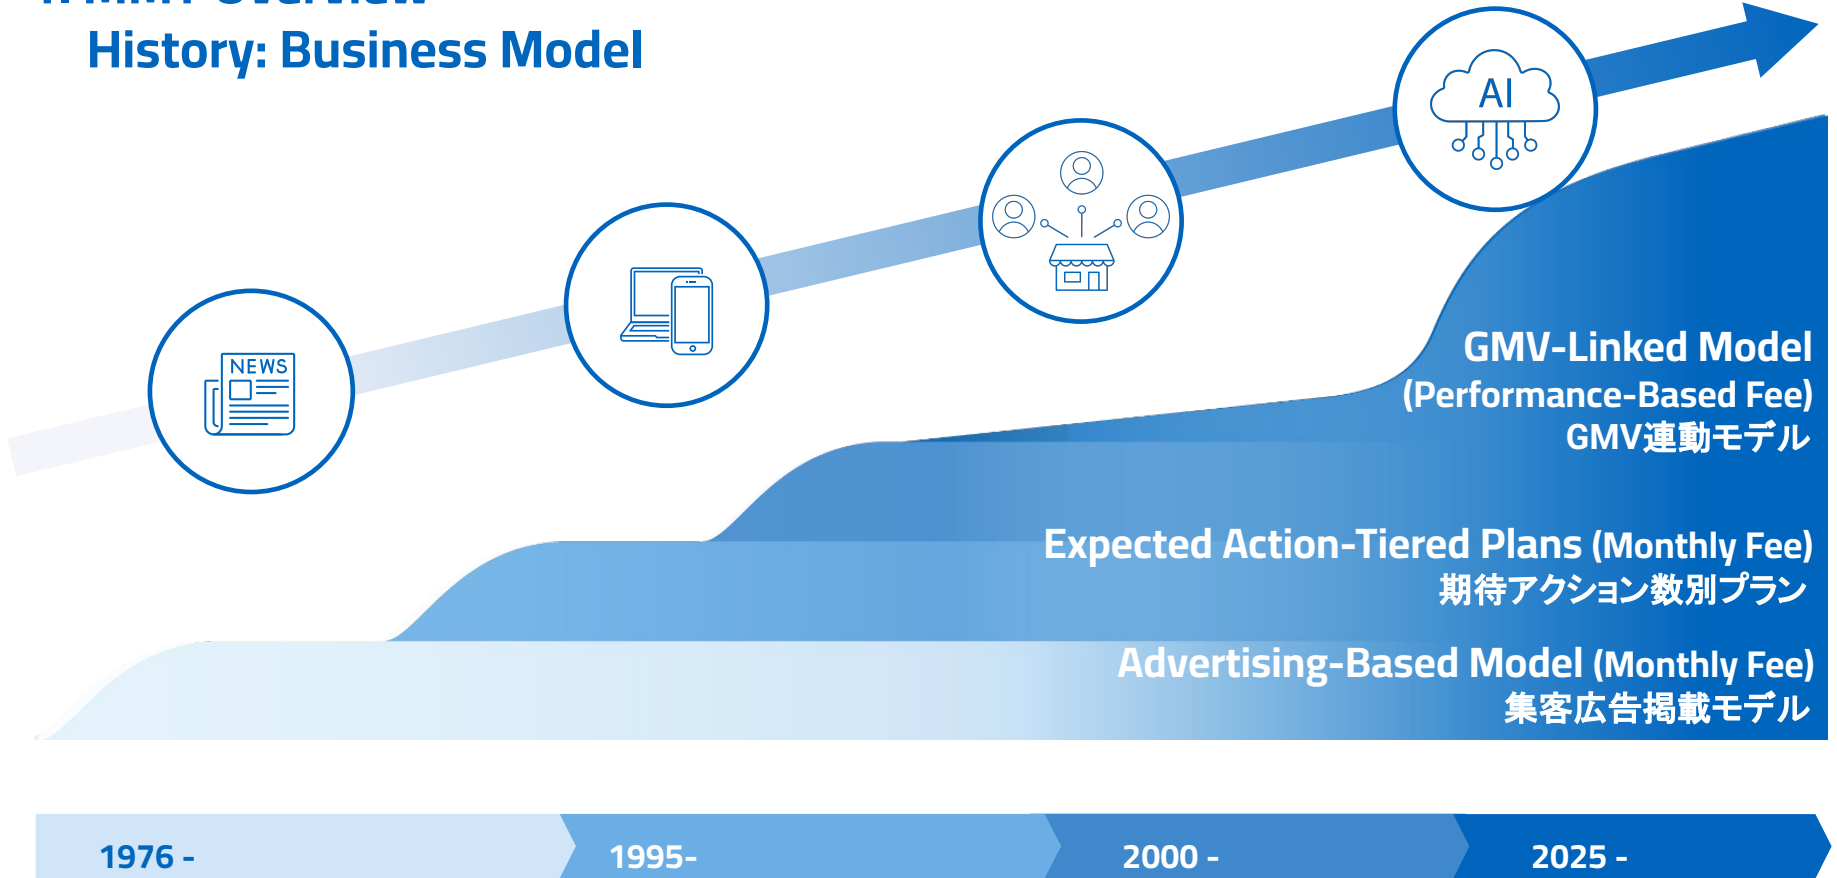 History: Business Model
AI
NEWS
GMV-Linked Model
(Performance-Based Fee)
GMV連動モデル
Expected Action-Tiered Plans (Monthly Fee)
期待アクション数別プラン
Advertising-Based Model (Monthly Fee)
集客広告掲載モデル
1976 -
1995-
2000 -
2025 -